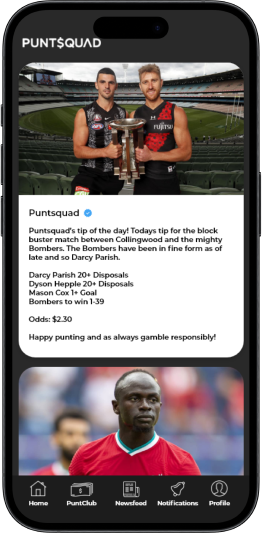 PUNT$QUAD
FUJITSU
Puntsquad
Puntsquad's tip of the day! Todays tip for the block
buster match between Collingwood and the mighty
Bombers. The Bombers have been in fine form as of
late and so Darcy Parish.
Darcy Parish 20+ Disposals
Dyson Hepple 20+ Disposals
Mason Cox 1+ Goal
Bombers to win 1-39
Odds: $2.30
Happy punting and as always gamble responsibly!
Home PuntClub Newsfeed Notifications Profile